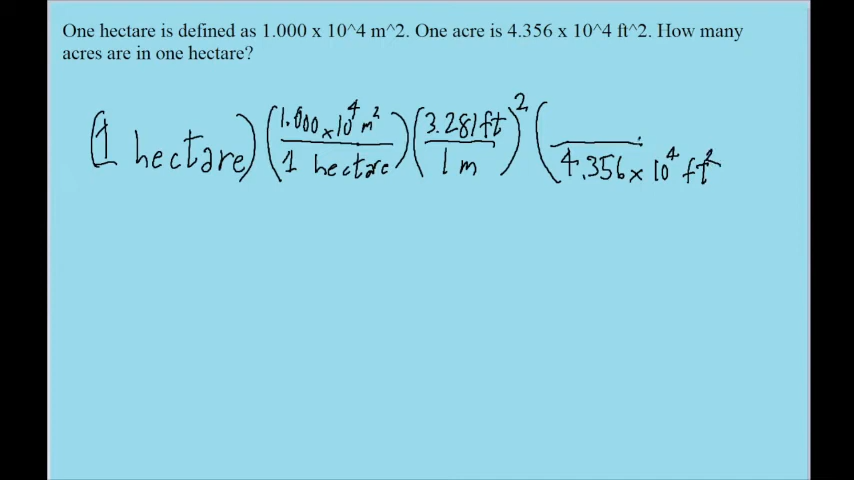 One hectare is defined as 1.000 x 10^4 m^2. One acre is 4.356 x 10^4 ft^2. How many
acres are in one hectare?
(1 hectare) (1.000 x 10^4 m^2 / 1 hectare) (3.281 ft / 1 m)^2 ( / 4.356 x 10^4 ft^2